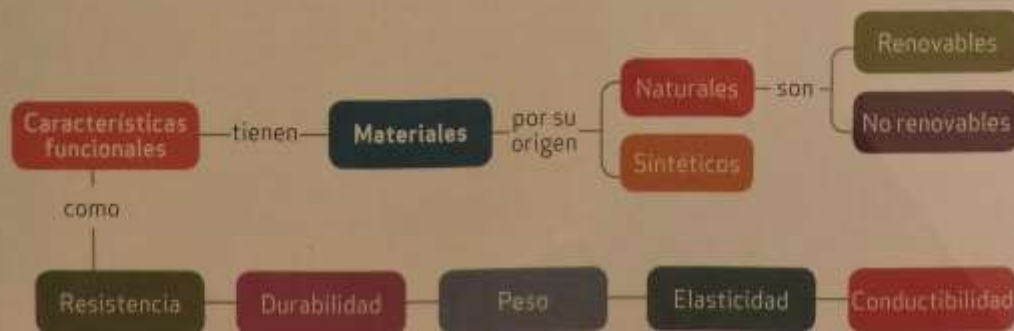 Renovables
Naturales
son
Características
funcionales
tienen
Materiales
por su
origen
No renovables
Sintéticos
como
Resistencia
Durabilidad
Peso
Elasticidad
Conductibilidad